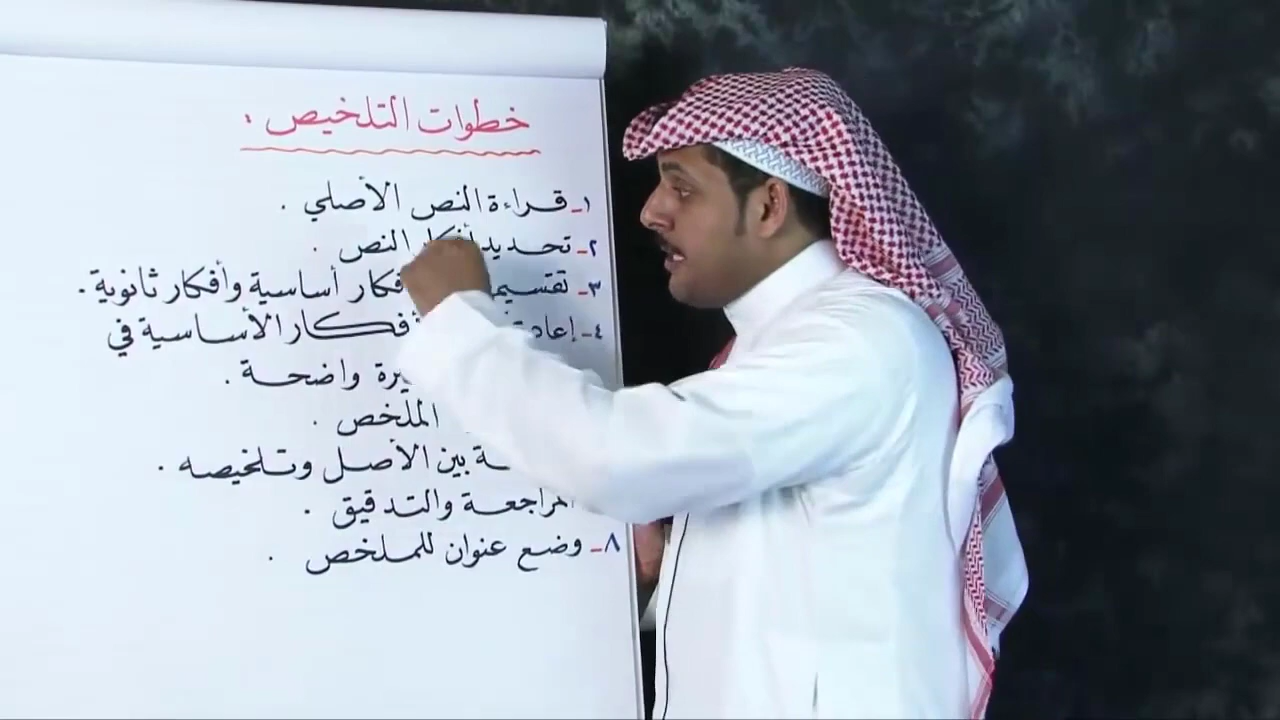 خطوات التلخيص :
١- قراءة النص الأصلي .
٢- تحديد أفكار النص .
٣- تقسيم أفكار أساسية وأفكار ثانوية .
٤- إعادة الأفكار الأساسية في
واضحة .
الملخص .
بين الأصل وتلخيصه .
المراجعة والتدقيق .
٨- وضع عنوان للملخص .